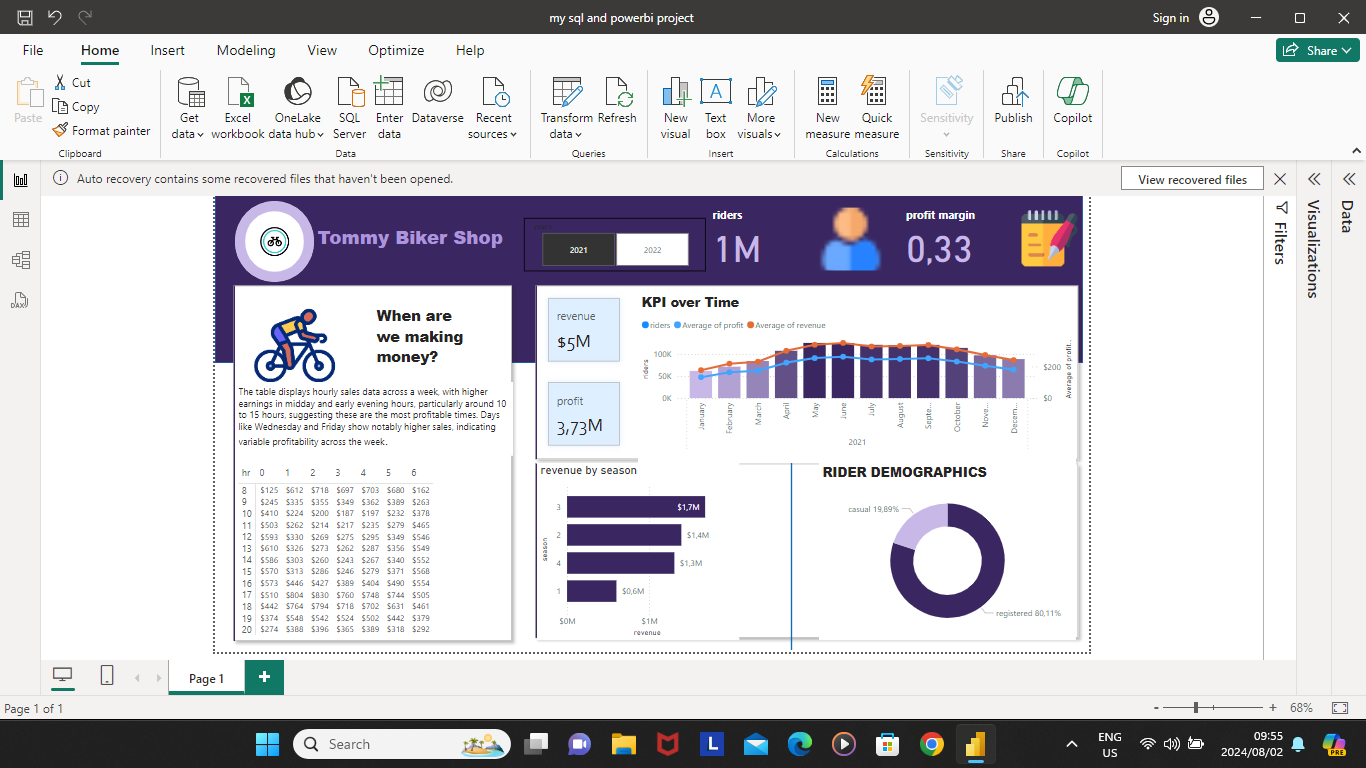 my sql and powerbi project
Sign in
File Home Insert Modeling View Optimize Help
Share
Paste
Cut
Copy
Format painter
Clipboard
Get data
Excel workbook
OneLake data hub
SQL Server
Enter data
Dataverse
Recent sources
Data
Transform data
Refresh
Queries
New visual
Text box
More visuals
Insert
New measure
Quick measure
Calculations
Sensitivity
Sensitivity
Publish
Share
Copilot
Copilot
Auto recovery contains some recovered files that haven't been opened.
View recovered files
Filters
Visualizations
Data
DAX
Tommy Biker Shop
2021 2022
riders
1M
profit margin
0,33
When are
we making
money?
The table displays hourly sales data across a week, with higher
earnings in midday and early evening hours, particularly around 10
to 15 hours, suggesting these are the most profitable times. Days
like Wednesday and Friday show notably higher sales, indicating
variable profitability across the week.
hr 0 1 2 3 4 5 6
8 $125 $612 $718 $697 $703 $680 $162
9 $245 $335 $355 $349 $362 $389 $263
10 $410 $224 $200 $187 $197 $232 $378
11 $503 $262 $214 $217 $235 $279 $465
12 $593 $330 $269 $275 $295 $349 $546
13 $610 $326 $273 $262 $287 $356 $549
14 $586 $303 $260 $243 $267 $340 $552
15 $570 $313 $286 $246 $279 $371 $568
16 $573 $446 $427 $389 $404 $490 $554
17 $510 $804 $830 $760 $748 $744 $505
18 $442 $764 $794 $718 $702 $631 $461
19 $374 $548 $542 $524 $502 $442 $379
20 $274 $388 $396 $365 $389 $318 $292
revenue
$5M
profit
3,73M
KPI over Time
riders Average of profit Average of revenue
100K
50K
0K
riders
$200
$0
Average of profit...
January
February
March
April
May
June
July
August
Septe...
October
Nove...
Decem...
2021
revenue by season
season
3 $1,7M
2 $1,4M
4 $1,3M
1 $0,6M
$0M $1M
revenue
RIDER DEMOGRAPHICS
casual 19,89%
registered 80,11%
Page 1
Page 1 of 1
- + 68%
Search
L
ENG
US
09:55
2024/08/02
PRE